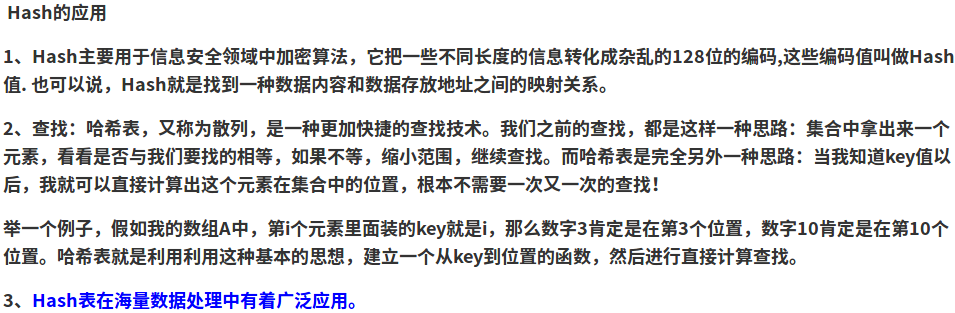 Hash的应用
1、Hash主要用于信息安全领域中加密算法，它把一些不同长度的信息转化成杂乱的128位的编码,这些编码值叫做Hash
值. 也可以说，Hash就是找到一种数据内容和数据存放地址之间的映射关系。
2、查找：哈希表，又称为散列，是一种更加快捷的查找技术。我们之前的查找，都是这样一种思路：集合中拿出来一个
元素，看看是否与我们要找的相等，如果不等，缩小范围，继续查找。而哈希表是完全另外一种思路：当我知道key值以
后，我就可以直接计算出这个元素在集合中的位置，根本不需要一次又一次的查找！
举一个例子，假如我的数组A中，第i个元素里面装的key就是i，那么数字3肯定是在第3个位置，数字10肯定是在第10个
位置。哈希表就是利用利用这种基本的思想，建立一个从key到位置的函数，然后进行直接计算查找。
3、Hash表在海量数据处理中有着广泛应用。